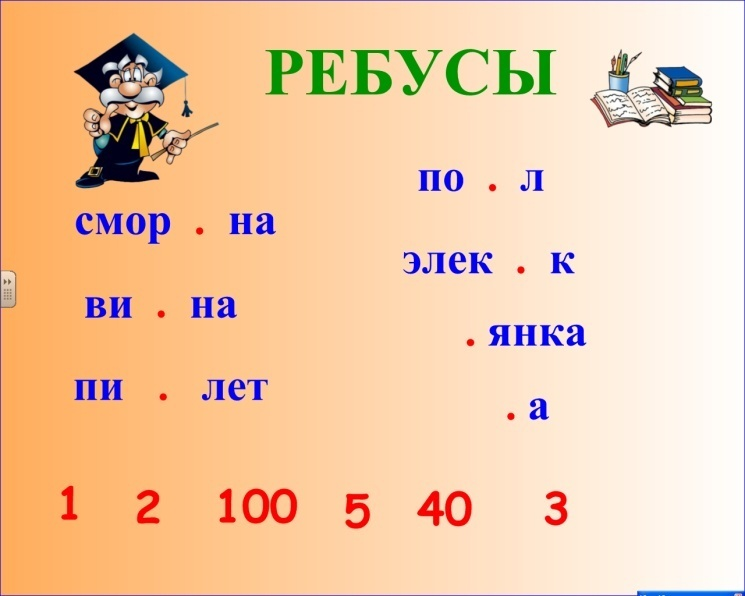 РЕБУСЫ
смор . на
ви . на
пи . лет
по . л
элек . к
. янка
. а
1 2 100 5 40 3